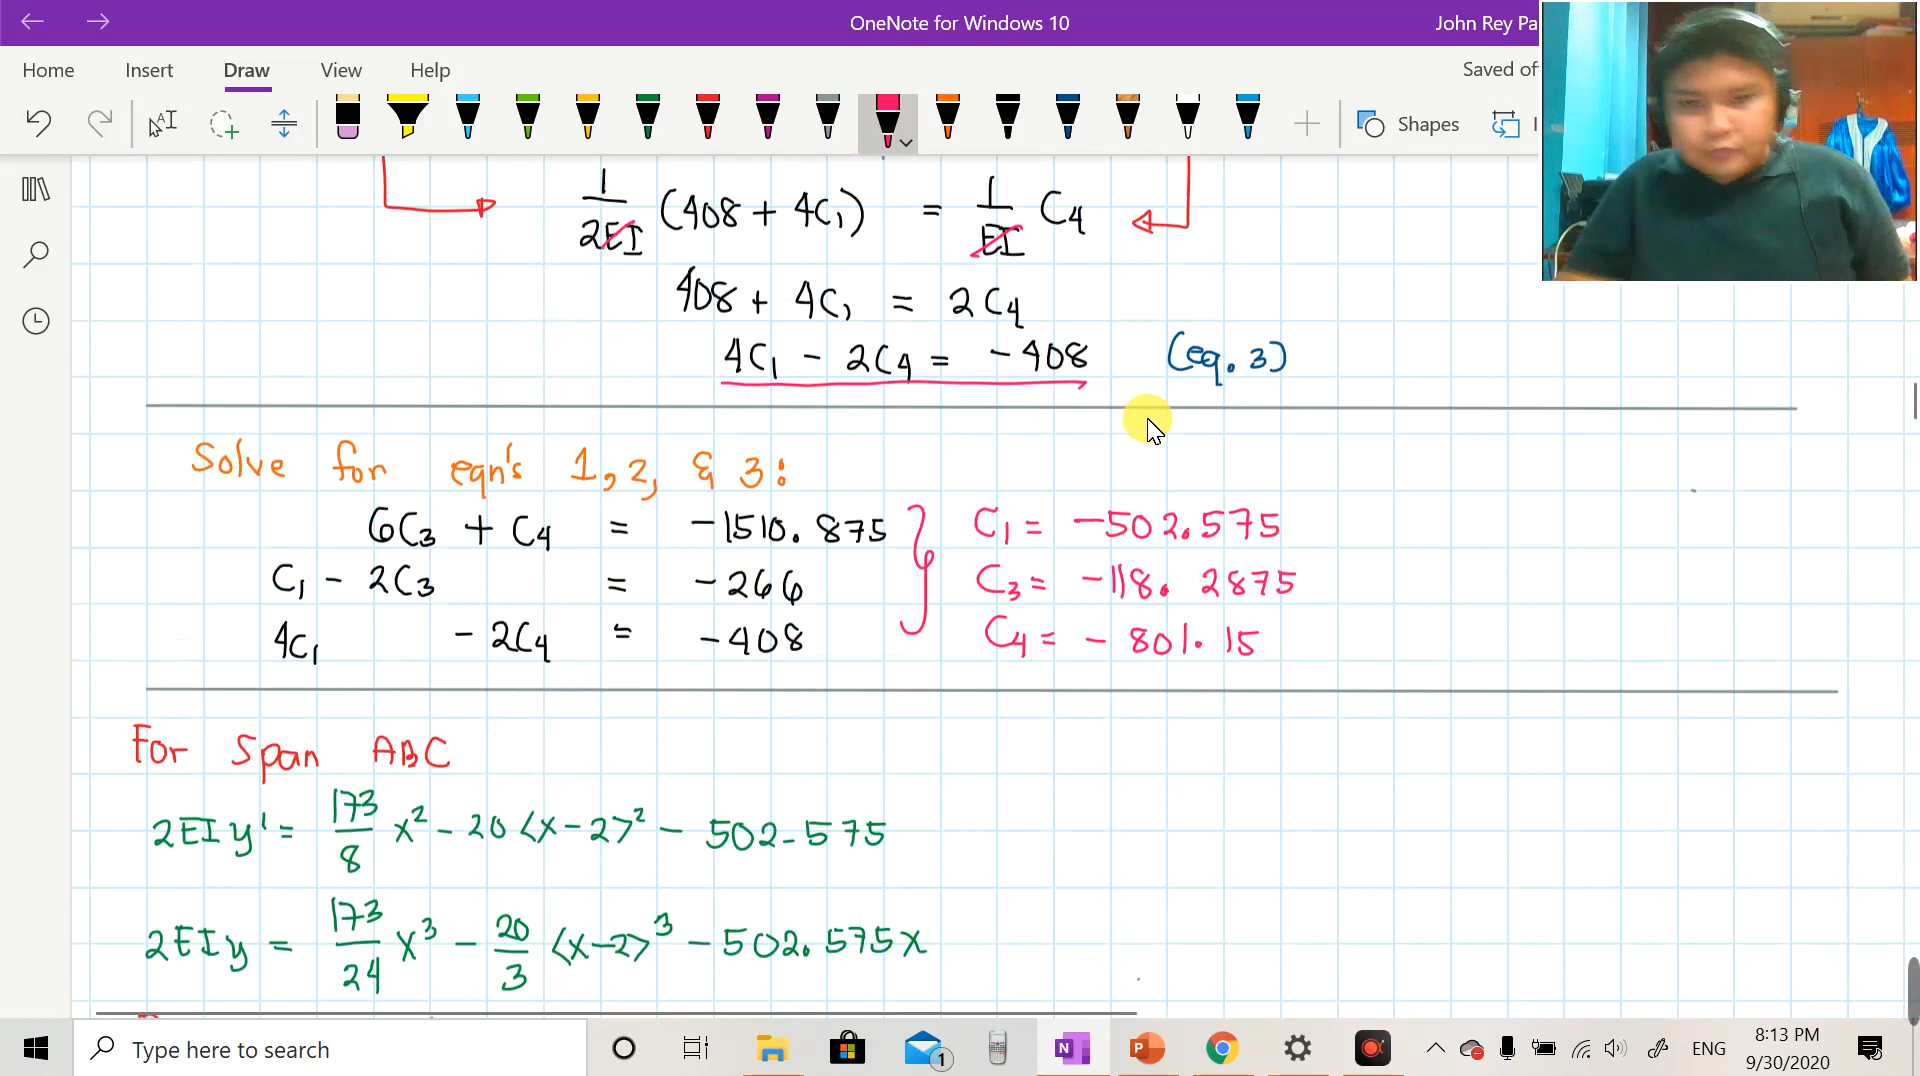 OneNote for Windows 10
John Rey Pa
Home Insert Draw View Help
Saved of
Shapes
1/2EI (408 + 4C₁) = 1/EI C₄
408 + 4C₁ = 2C₄
4C₁ - 2C₄ = -408 (eq. 3)
Solve for eqn's 1, 2, & 3:
6C₃ + C₄ = -1510.875
C₁ - 2C₃ = -266
4C₁ - 2C₄ = -408
C₁ = -502.575
C₃ = -118.2875
C₄ = -801.15
For Span ABC
2EIy' = 173/8 x² - 20⟨x-2⟩² - 502-575
2EIy = 173/24 x³ - 20/3 ⟨x-2⟩³ - 502.575x
Type here to search
1
ENG
8:13 PM
9/30/2020